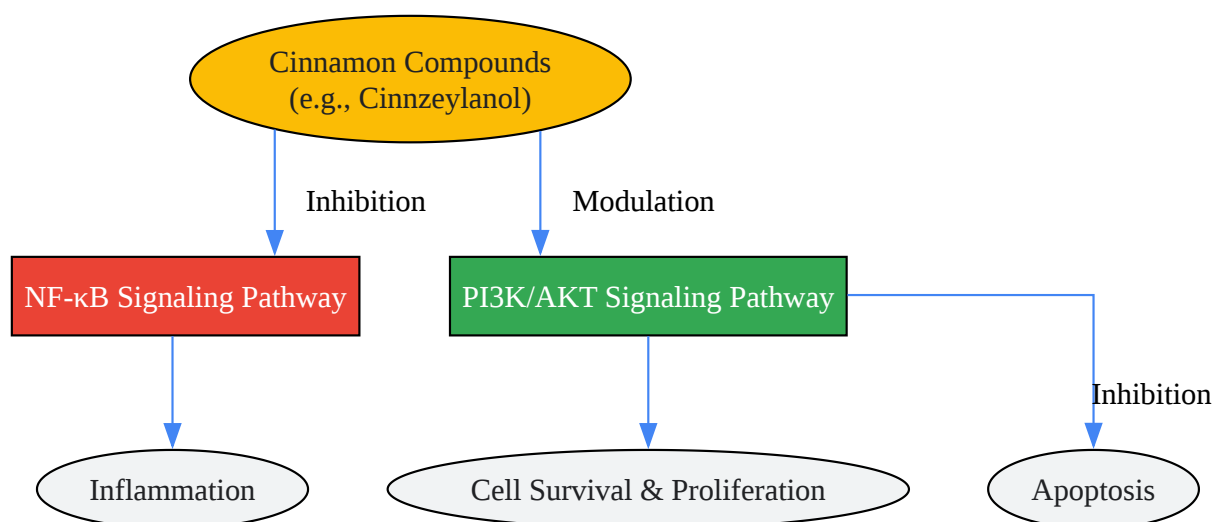 Cinnamon Compounds
(e.g., Cinnzeylanol)
Inhibition
Modulation
NF-κB Signaling Pathway
PI3K/AKT Signaling Pathway
Inhibition
Inflammation
Cell Survival & Proliferation
Apoptosis